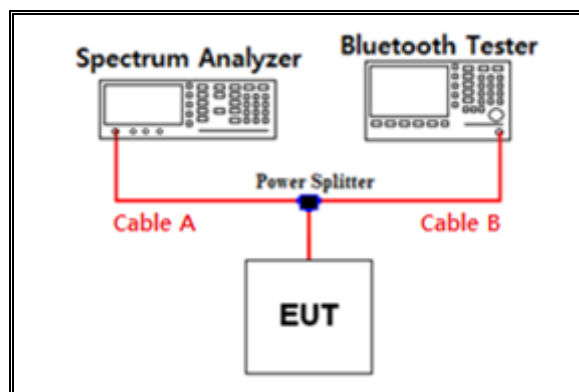 Spectrum Analyzer
Bluetooth Tester
Power Splitter
Cable A
Cable B
EUT